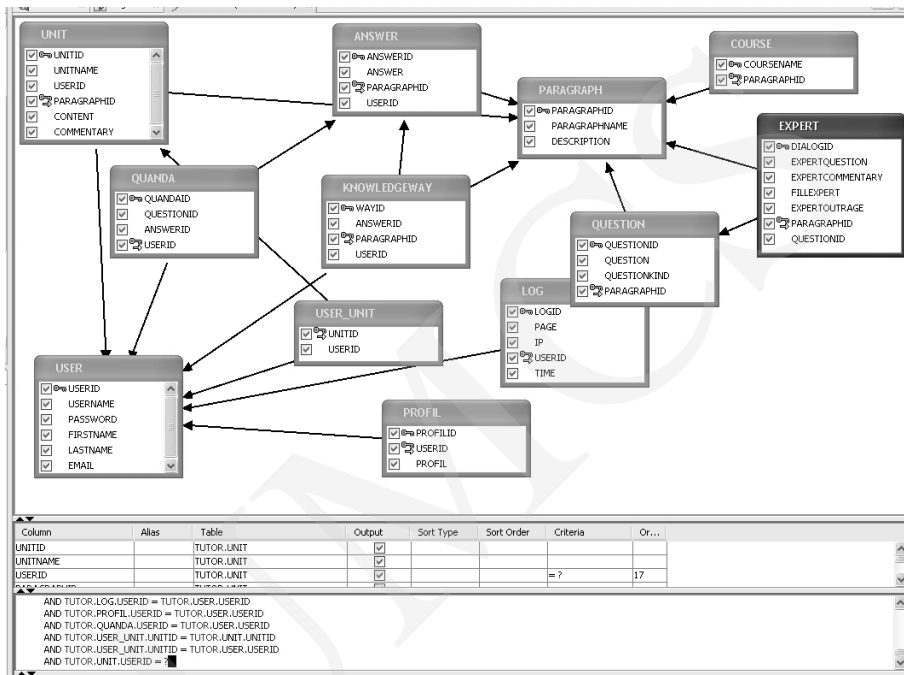 UNIT
UNITID
UNITNAME
USERID
PARAGRAPHID
CONTENT
COMMENTARY
ANSWER
ANSWERID
ANSWER
PARAGRAPHID
USERID
COURSE
COURSENAME
PARAGRAPHID
PARAGRAPH
PARAGRAPHID
PARAGRAPHNAME
DESCRIPTION
EXPERT
DIALOGID
EXPERTQUESTION
EXPERTCOMMENTARY
FILLEXPERT
EXPERTOUTRAGE
PARAGRAPHID
QUESTIONID
QUANDA
QUANDAID
QUESTIONID
ANSWERID
USERID
KNOWLEDGEWAY
WAYID
ANSWERID
PARAGRAPHID
USERID
QUESTION
QUESTIONID
QUESTION
QUESTIONKIND
PARAGRAPHID
LOG
LOGID
PAGE
IP
USERID
TIME
USER_UNIT
UNITID
USERID
USER
USERID
USERNAME
PASSWORD
FIRSTNAME
LASTNAME
EMAIL
PROFIL
PROFILID
USERID
PROFIL
Column Alias Table Output Sort Type Sort Order Criteria Or...
UNITID TUTOR.UNIT
UNITNAME TUTOR.UNIT
USERID TUTOR.UNIT = ? 17
PARAGRAPHID TUTOR.UNIT
AND TUTOR.LOG.USERID = TUTOR.USER.USERID
AND TUTOR.PROFIL.USERID = TUTOR.USER.USERID
AND TUTOR.QUANDA.USERID = TUTOR.USER.USERID
AND TUTOR.USER_UNIT.UNITID = TUTOR.UNIT.UNITID
AND TUTOR.USER_UNIT.UNITID = TUTOR.USER.USERID
AND TUTOR.UNIT.USERID = ?
UMCS